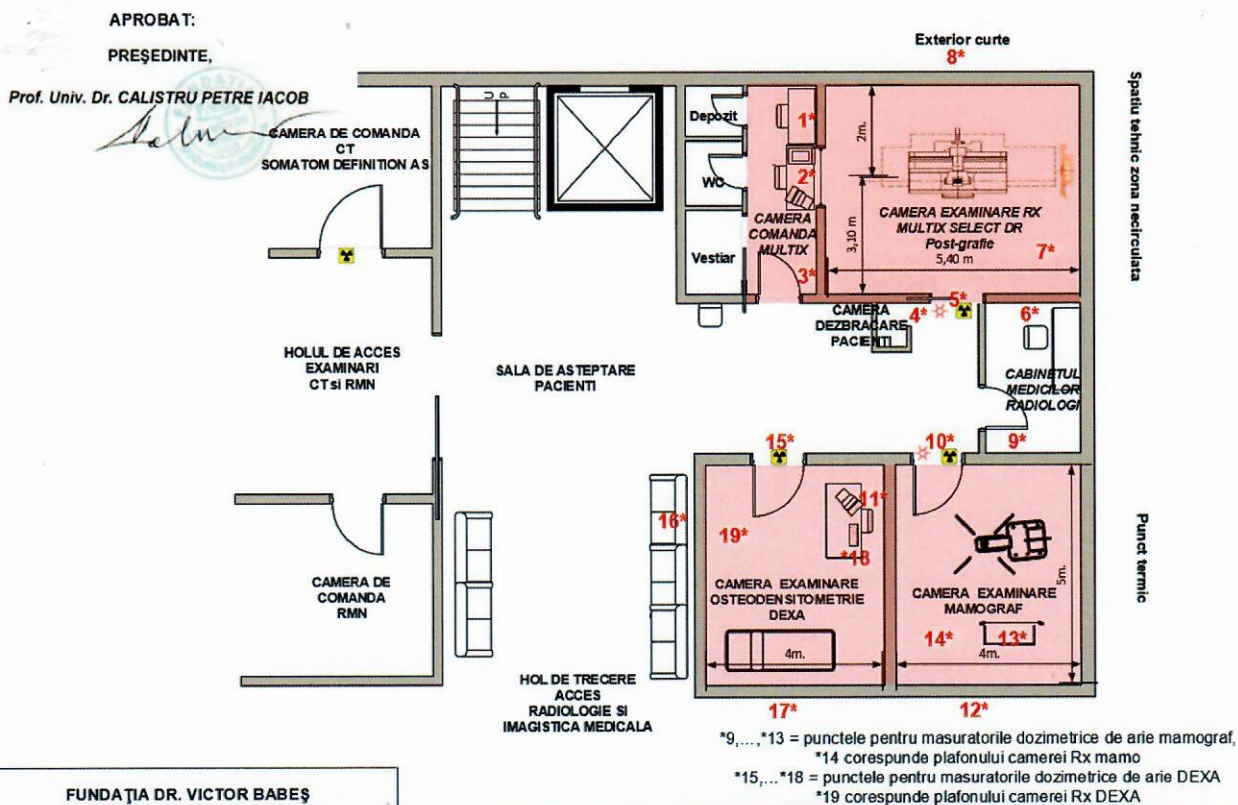 APROBAT:
PREŞEDINTE,
Prof. Univ. Dr. CALISTRU PETRE IACOB
CAMERA DE COMANDA
CT
SOMATOM DEFINITION AS
HOLUL DE ACCES
EXAMINARI
CT si RMN
CAMERA DE
COMANDA
RMN
UP
SALA DE ASTEPTARE
PACIENTI
HOL DE TRECERE
ACCES
RADIOLOGIE SI
IMAGISTICA MEDICALA
Depozit
WC
Vestiar
1*
2*
CAMERA
COMANDA
MULTIX
3*
Exterior curte
8*
2m.
3,10 m
CAMERA EXAMINARE RX
MULTIX SELECT DR
Post-grafie
5,40 m
7*
4*
5*
CAMERA
DEZBRACARE
PACIENTI
6*
CABINETUL
MEDICILOR
RADIOLOGI
9*
15*
10*
16*
19*
11*
*18
CAMERA EXAMINARE
OSTEODENSITOMETRIE
DEXA
4m.
CAMERA EXAMINARE
MAMOGRAF
14*
13*
4m.
5m.
17*
12*
Spatiu tehnic zona necirculata
Punct termic
*9,...,*13 = punctele pentru masuratorile dozimetrice de arie mamograf,
*14 corespunde plafonului camerei Rx mamo
*15,...*18 = punctele pentru masuratorile dozimetrice de arie DEXA
*19 corespunde plafonului camerei Rx DEXA
FUNDAŢIA DR. VICTOR BABEŞ